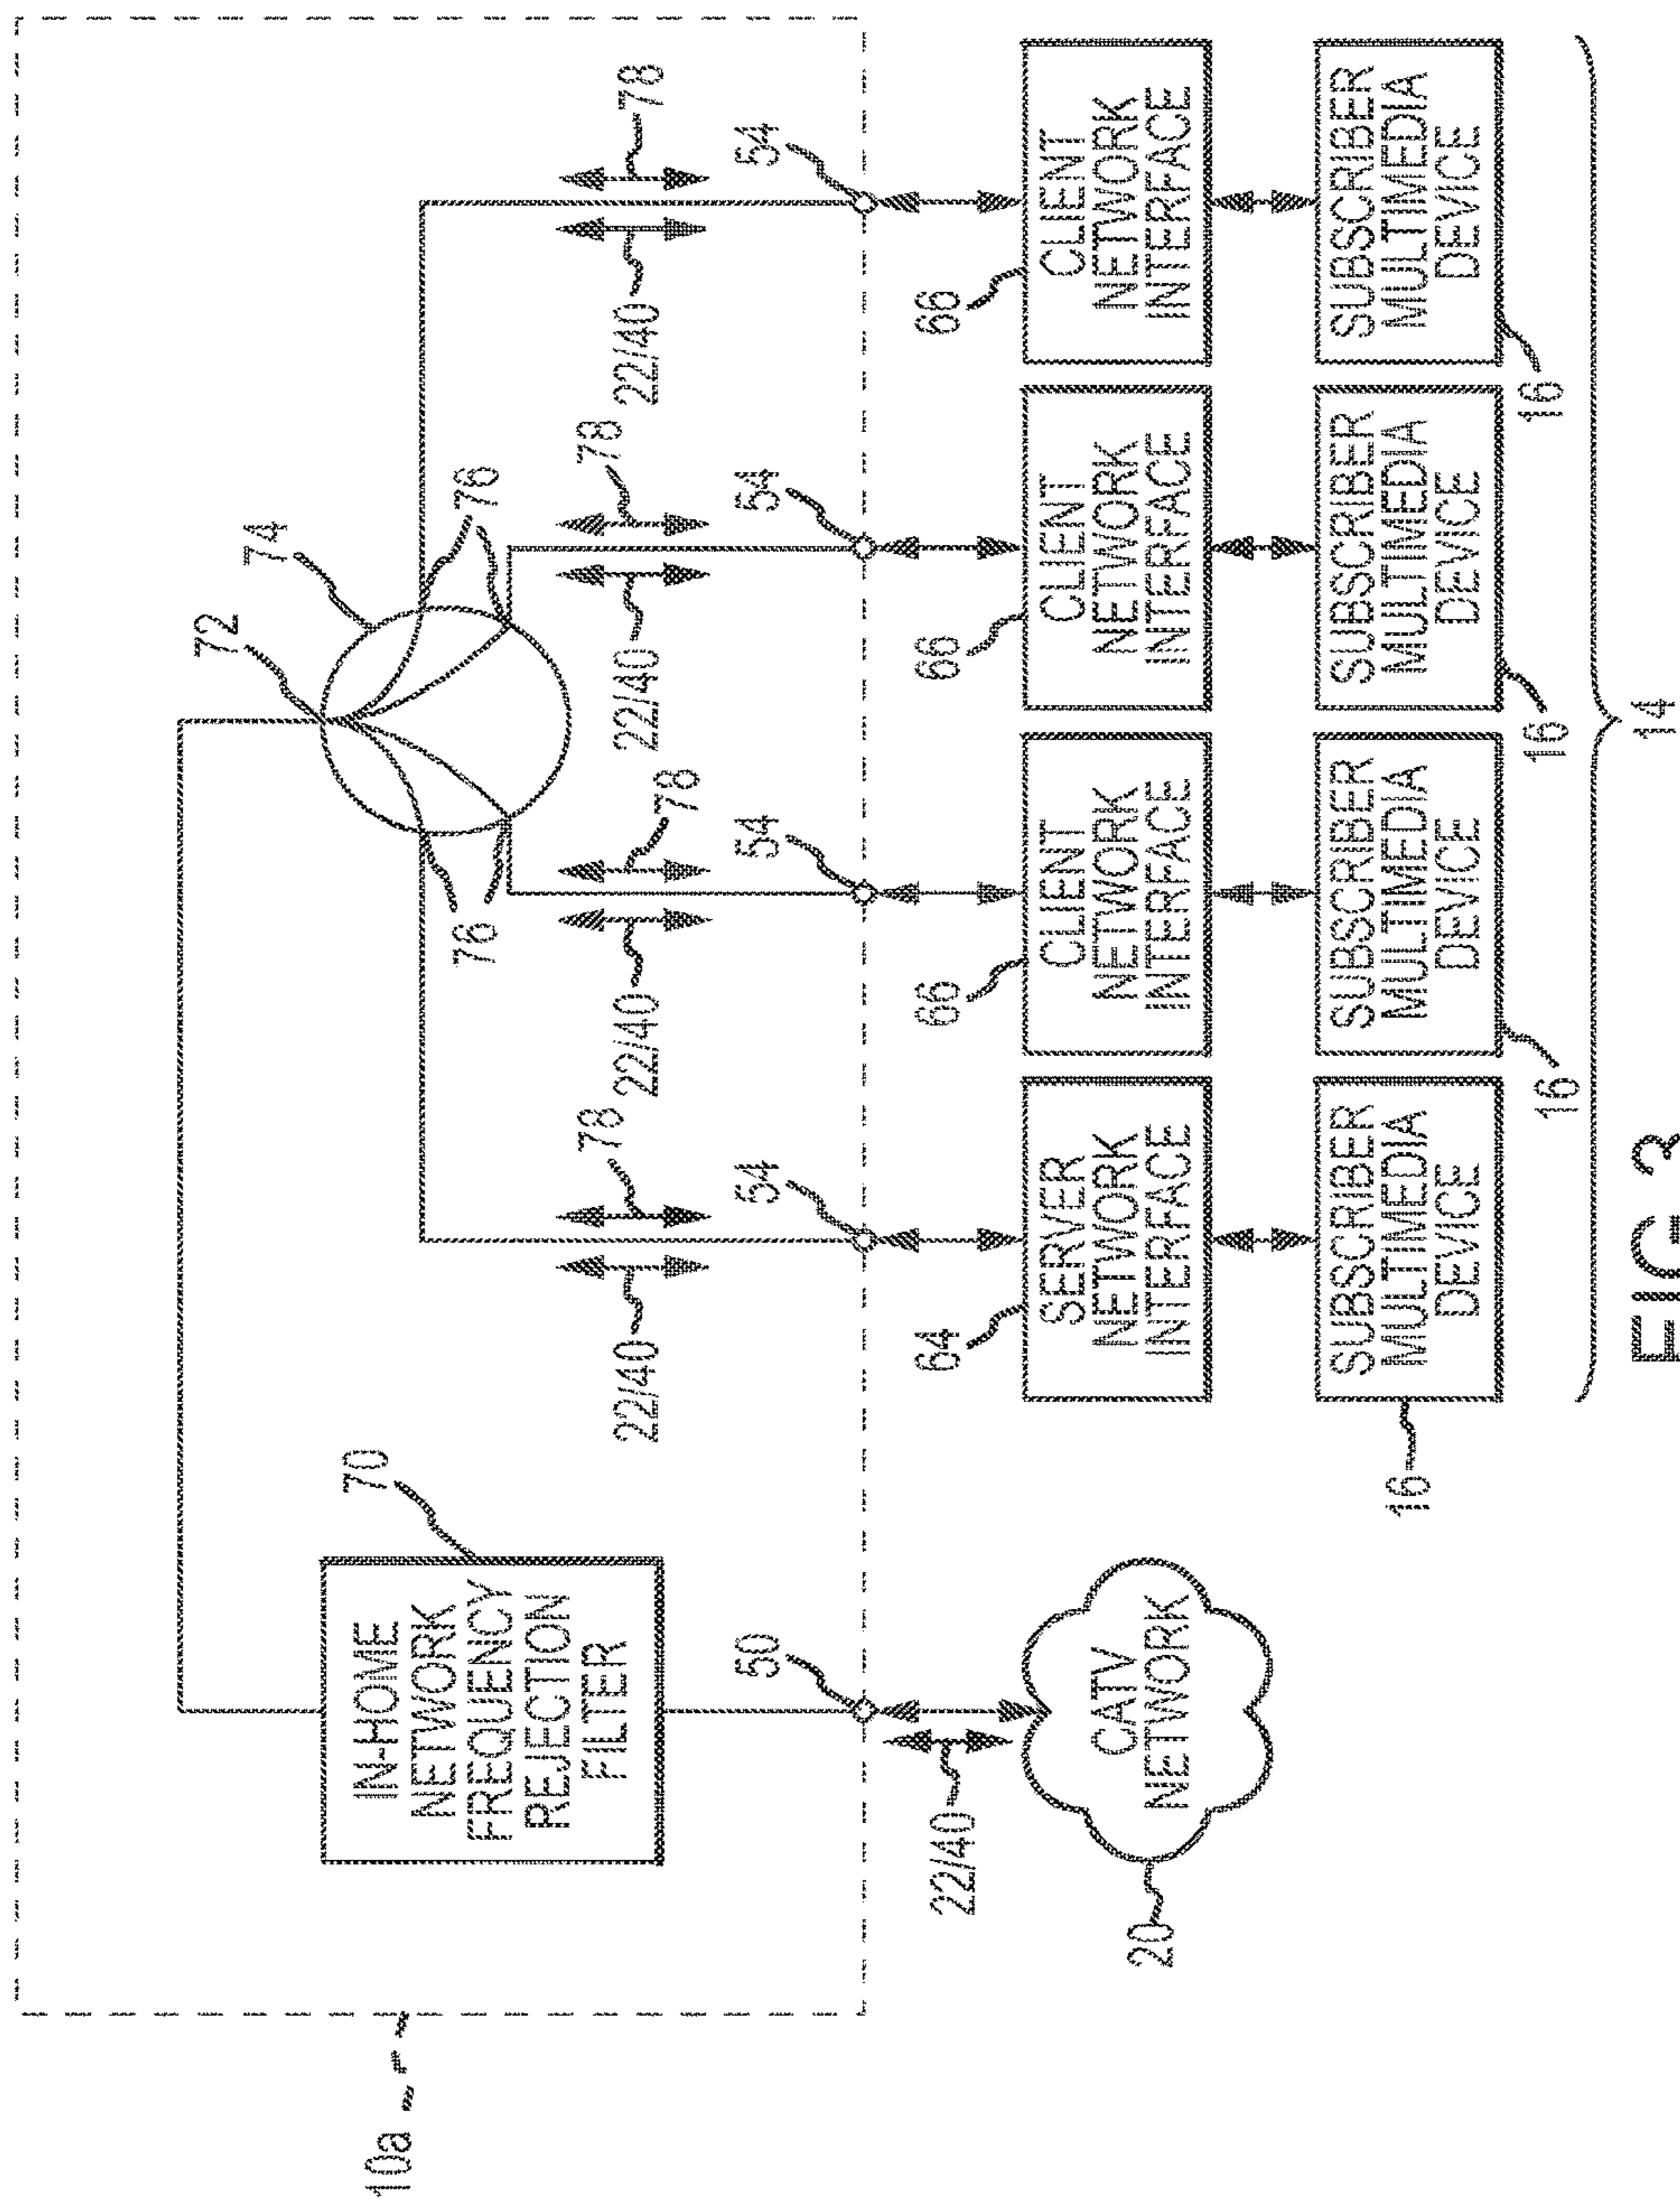 10a
IN-HOME
NETWORK
FREQUENCY
REJECTION
FILTER
70
72
74
76
76
78
78
78
78
22/40
22/40
22/40
22/40
50
54
54
54
54
22/40
20
CATV
NETWORK
64
SERVER
NETWORK
INTERFACE
66
CLIENT
NETWORK
INTERFACE
66
CLIENT
NETWORK
INTERFACE
66
CLIENT
NETWORK
INTERFACE
16
SUBSCRIBER
MULTIMEDIA
DEVICE
16
SUBSCRIBER
MULTIMEDIA
DEVICE
16
SUBSCRIBER
MULTIMEDIA
DEVICE
16
SUBSCRIBER
MULTIMEDIA
DEVICE
14
FIG 3